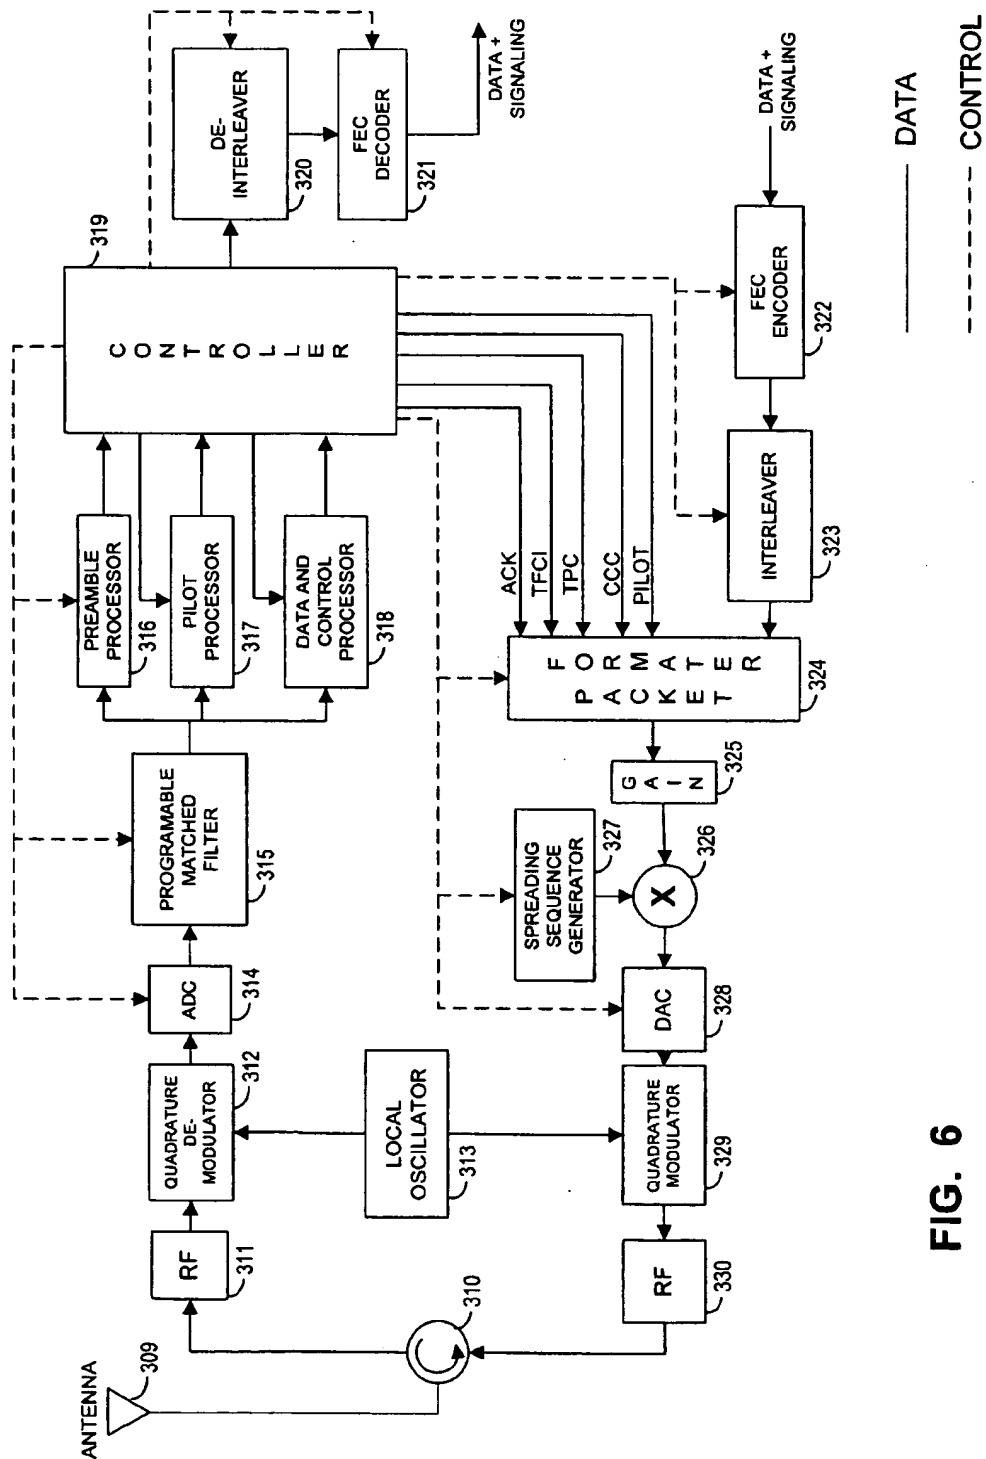 ANTENNA
309
310
RF
311
QUADRATURE
DE-
MODULATOR
312
LOCAL
OSCILLATOR
313
ADC
314
PROGRAMABLE
MATCHED
FILTER
315
PREAMBLE
PROCESSOR
316
PILOT
PROCESSOR
317
DATA AND
CONTROL
PROCESSOR
318
CONTROLLER
319
DE-
INTERLEAVER
320
FEC
DECODER
321
DATA +
SIGNALING
DATA +
SIGNALING
FEC
ENCODER
322
INTERLEAVER
323
ACK
TFCI
TPC
CCC
PILOT
PACKET
FORMATTER
324
GAIN
325
X
326
SPREADING
SEQUENCE
GENERATOR
327
DAC
328
QUADRATURE
MODULATOR
329
RF
330
DATA
CONTROL
FIG. 6